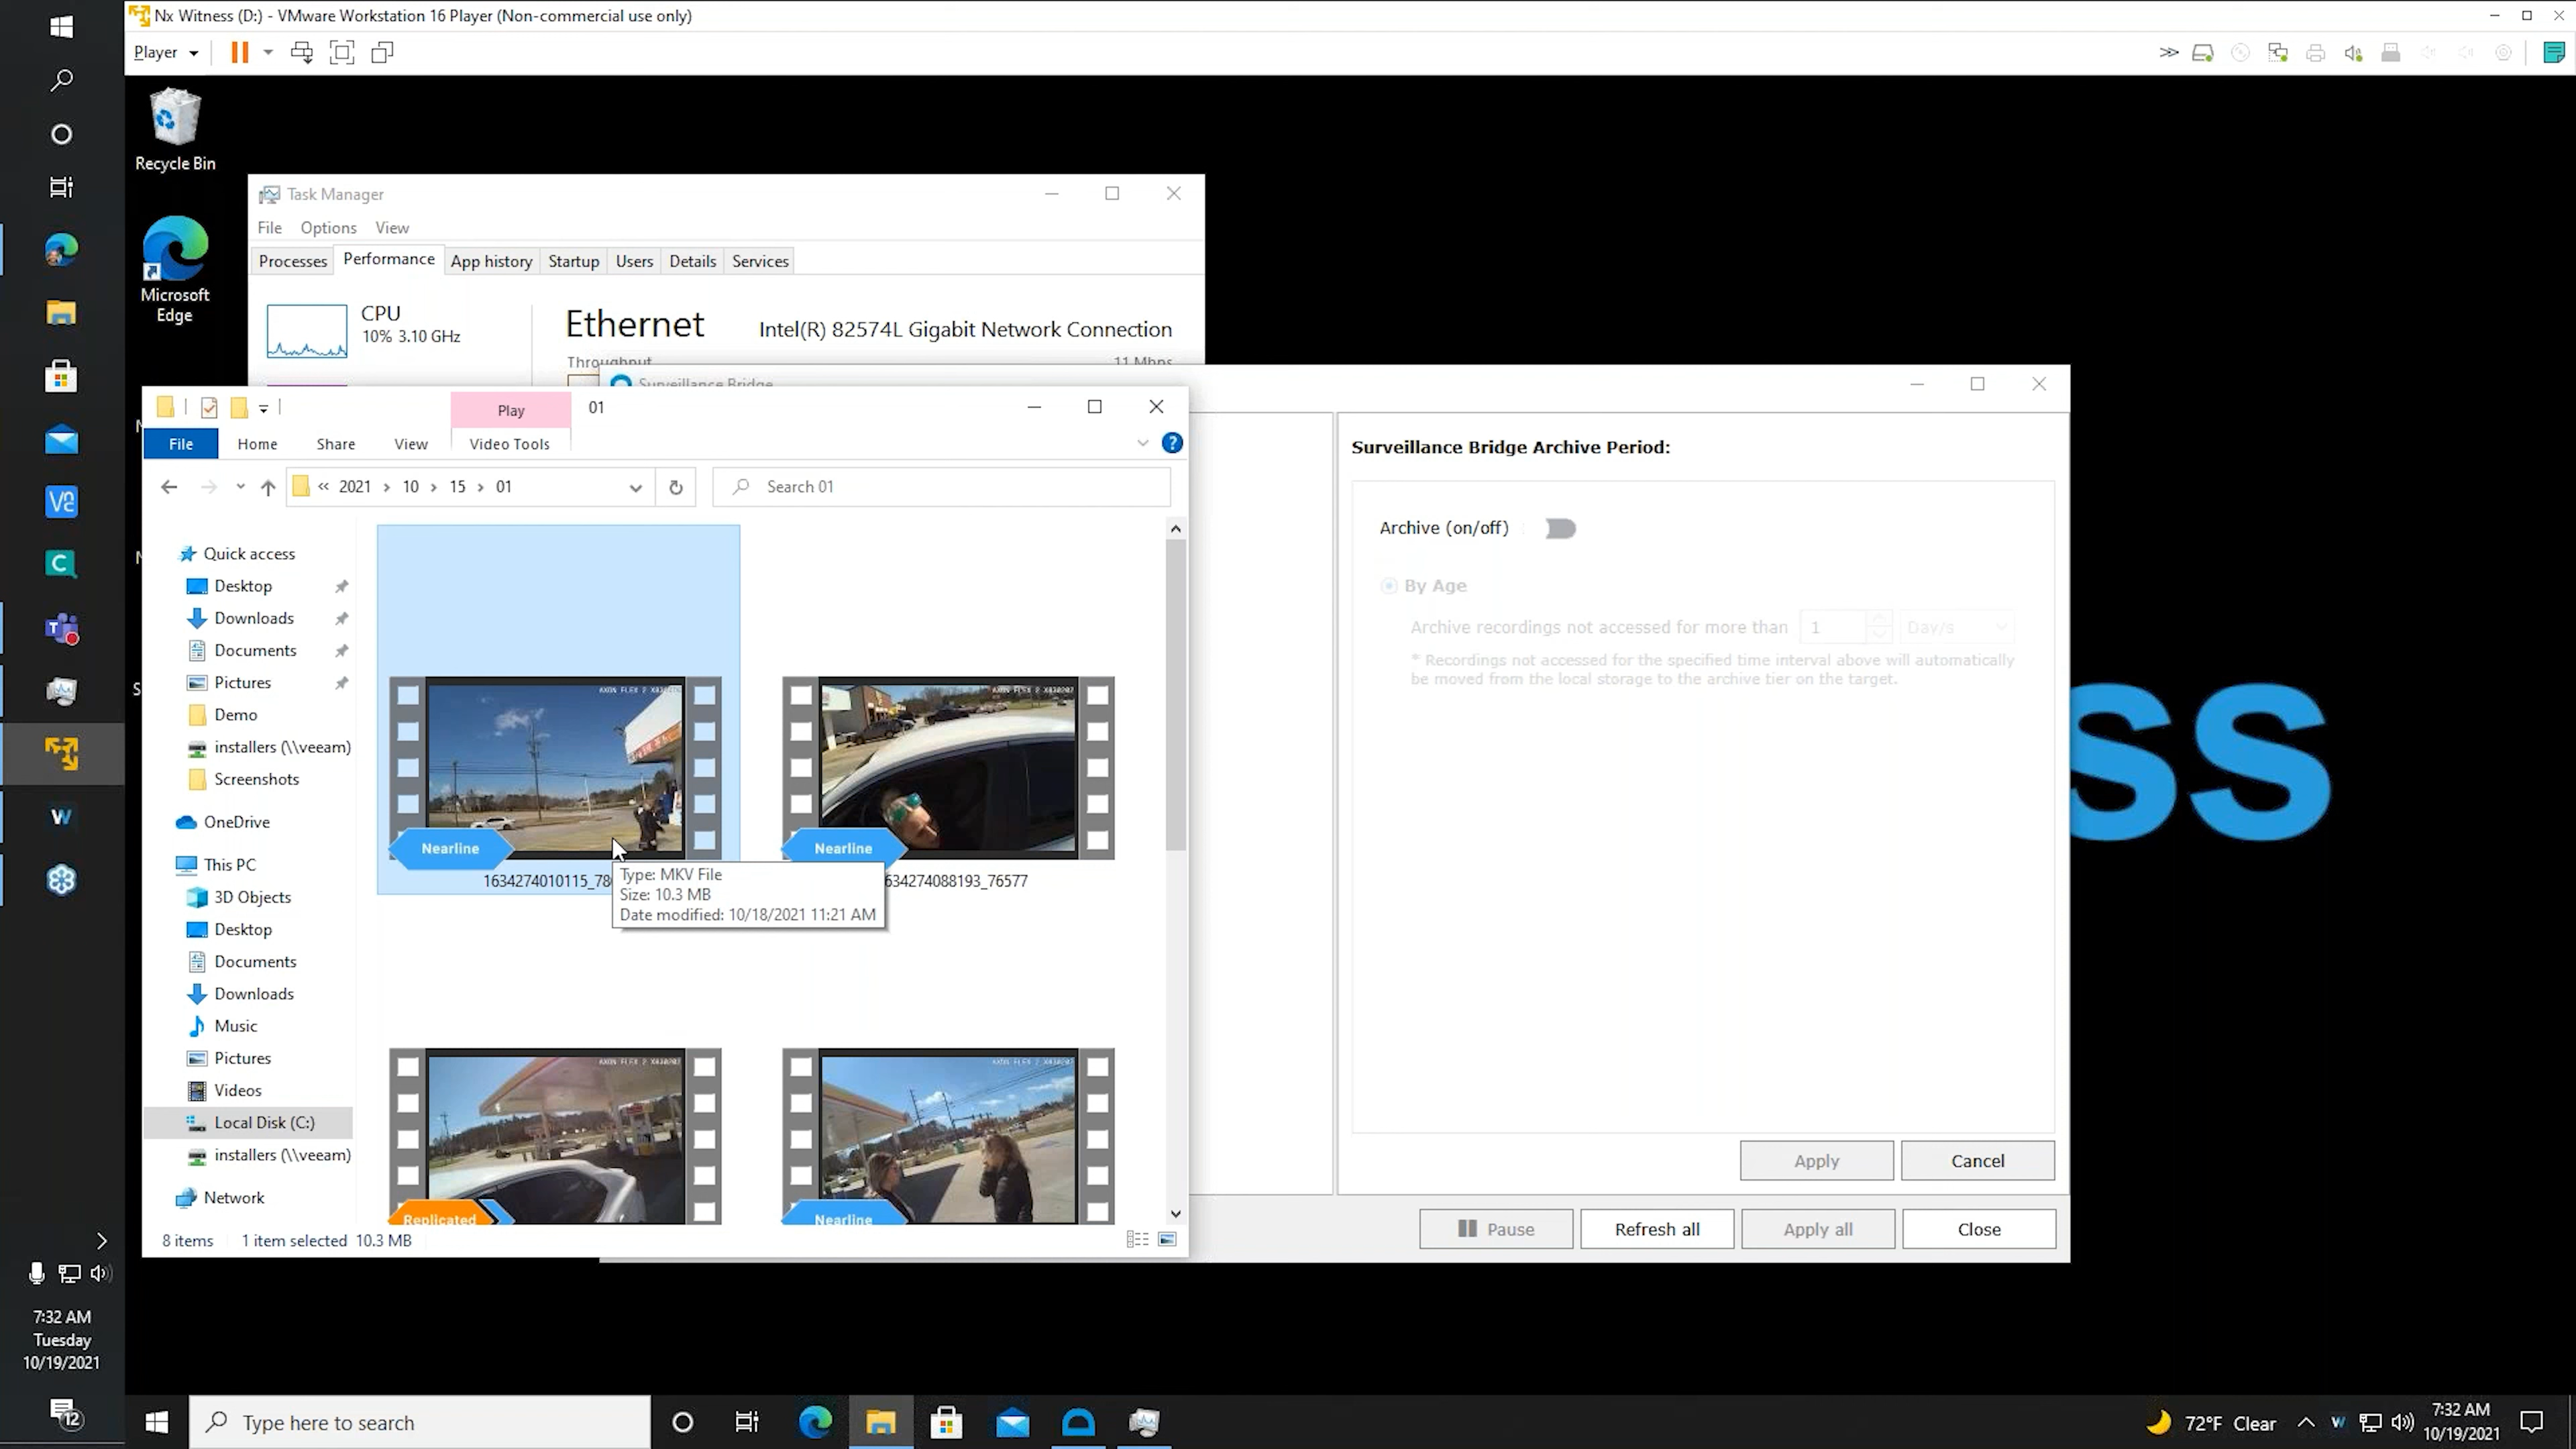 Nx Witness (D:) - VMware Workstation 16 Player (Non-commercial use only)
Player
Recycle Bin
Microsoft
Edge
Task Manager
File Options View
Processes Performance App history Startup Users Details Services
CPU
10% 3.10 GHz
Ethernet
Intel(R) 82574L Gigabit Network Connection
Throughput
11 Mbps
Surveillance Bridge
Play
01
File Home Share View Video Tools
« 2021 > 10 > 15 > 01
Search 01
Quick access
Desktop
Downloads
Documents
Pictures
Demo
installers (\\veeam)
Screenshots
OneDrive
This PC
3D Objects
Desktop
Documents
Downloads
Music
Pictures
Videos
Local Disk (C:)
installers (\\veeam)
Network
Nearline
Nearline
634274088193_76577
Type: MKV File
Size: 10.3 MB
Date modified: 10/18/2021 11:21 AM
Replicated
Nearline
8 items 1 item selected 10.3 MB
Surveillance Bridge Archive Period:
Archive (on/off)
By Age
Archive recordings not accessed for more than 1 Day/s
* Recordings not accessed for the specified time interval above will automatically
be moved from the local storage to the archive tier on the target.
Apply Cancel
Pause Refresh all Apply all Close
ss
7:32 AM
Tuesday
10/19/2021
12
Type here to search
72°F Clear
7:32 AM
10/19/2021